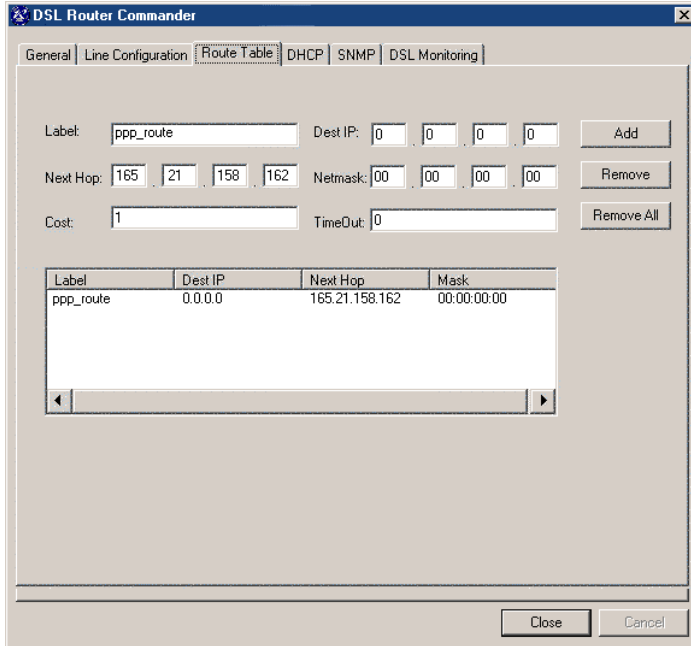 DSL Router Commander
General Line Configuration Route Table DHCP SNMP DSL Monitoring
Label: ppp_route Dest IP: 0 . 0 . 0 . 0 Add
Next Hop: 165 . 21 . 158 . 162 Netmask: 00 . 00 . 00 . 00 Remove
Cost: 1 TimeOut: 0 Remove All
Label Dest IP Next Hop Mask
ppp_route 0.0.0.0 165.21.158.162 00:00:00:00
Close Cancel